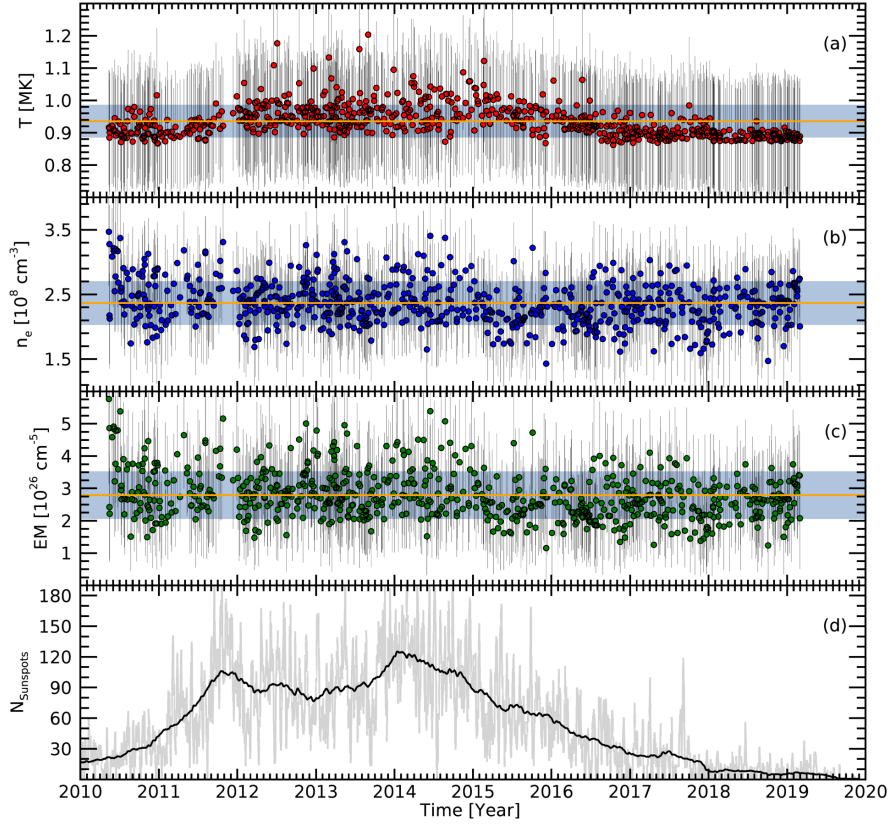 (a)
T [MK]
1.2
1.1
1.0
0.9
0.8
(b)
n_e [10^8 cm^-3]
3.5
2.5
1.5
(c)
EM [10^26 cm^-5]
5
4
3
2
1
(d)
N_Sunspots
180
150
120
90
60
30
2010 2011 2012 2013 2014 2015 2016 2017 2018 2019 2020
Time [Year]